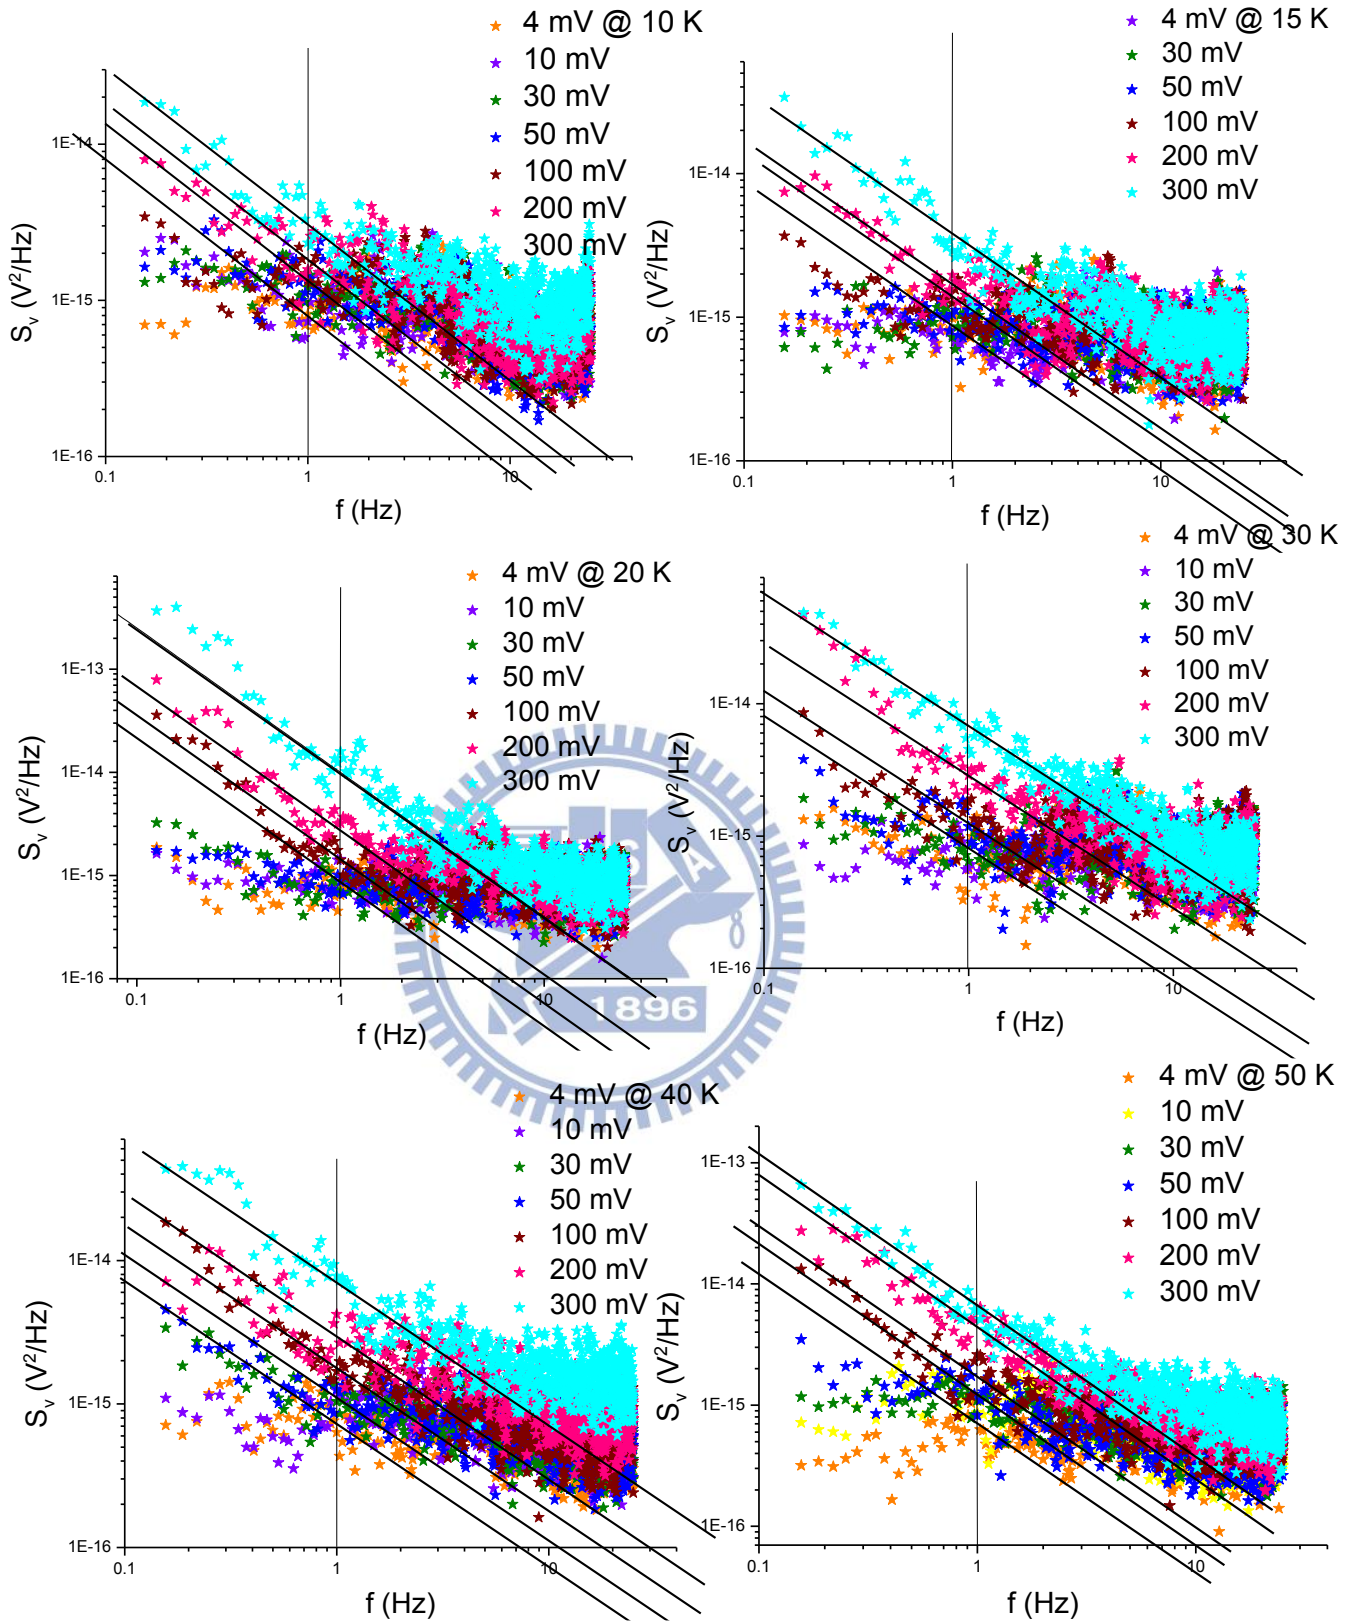 4 mV @ 10 K
10 mV
30 mV
50 mV
100 mV
200 mV
300 mV
1E-14
1E-15
1E-16
S_v (V²/Hz)
0.1
1
10
f (Hz)
4 mV @ 15 K
30 mV
50 mV
100 mV
200 mV
300 mV
1E-14
1E-15
1E-16
S_v (V²/Hz)
0.1
1
10
f (Hz)
4 mV @ 20 K
10 mV
30 mV
50 mV
100 mV
200 mV
300 mV
1E-13
1E-14
1E-15
1E-16
S_v (V²/Hz)
0.1
1
10
f (Hz)
4 mV @ 30 K
10 mV
30 mV
50 mV
100 mV
200 mV
300 mV
1E-14
1E-15
1E-16
S_v (V²/Hz)
0.1
1
10
f (Hz)
1896
4 mV @ 40 K
10 mV
30 mV
50 mV
100 mV
200 mV
300 mV
1E-14
1E-15
1E-16
S_v (V²/Hz)
0.1
1
10
f (Hz)
4 mV @ 50 K
10 mV
30 mV
50 mV
100 mV
200 mV
300 mV
1E-13
1E-14
1E-15
1E-16
S_v (V²/Hz)
0.1
1
10
f (Hz)